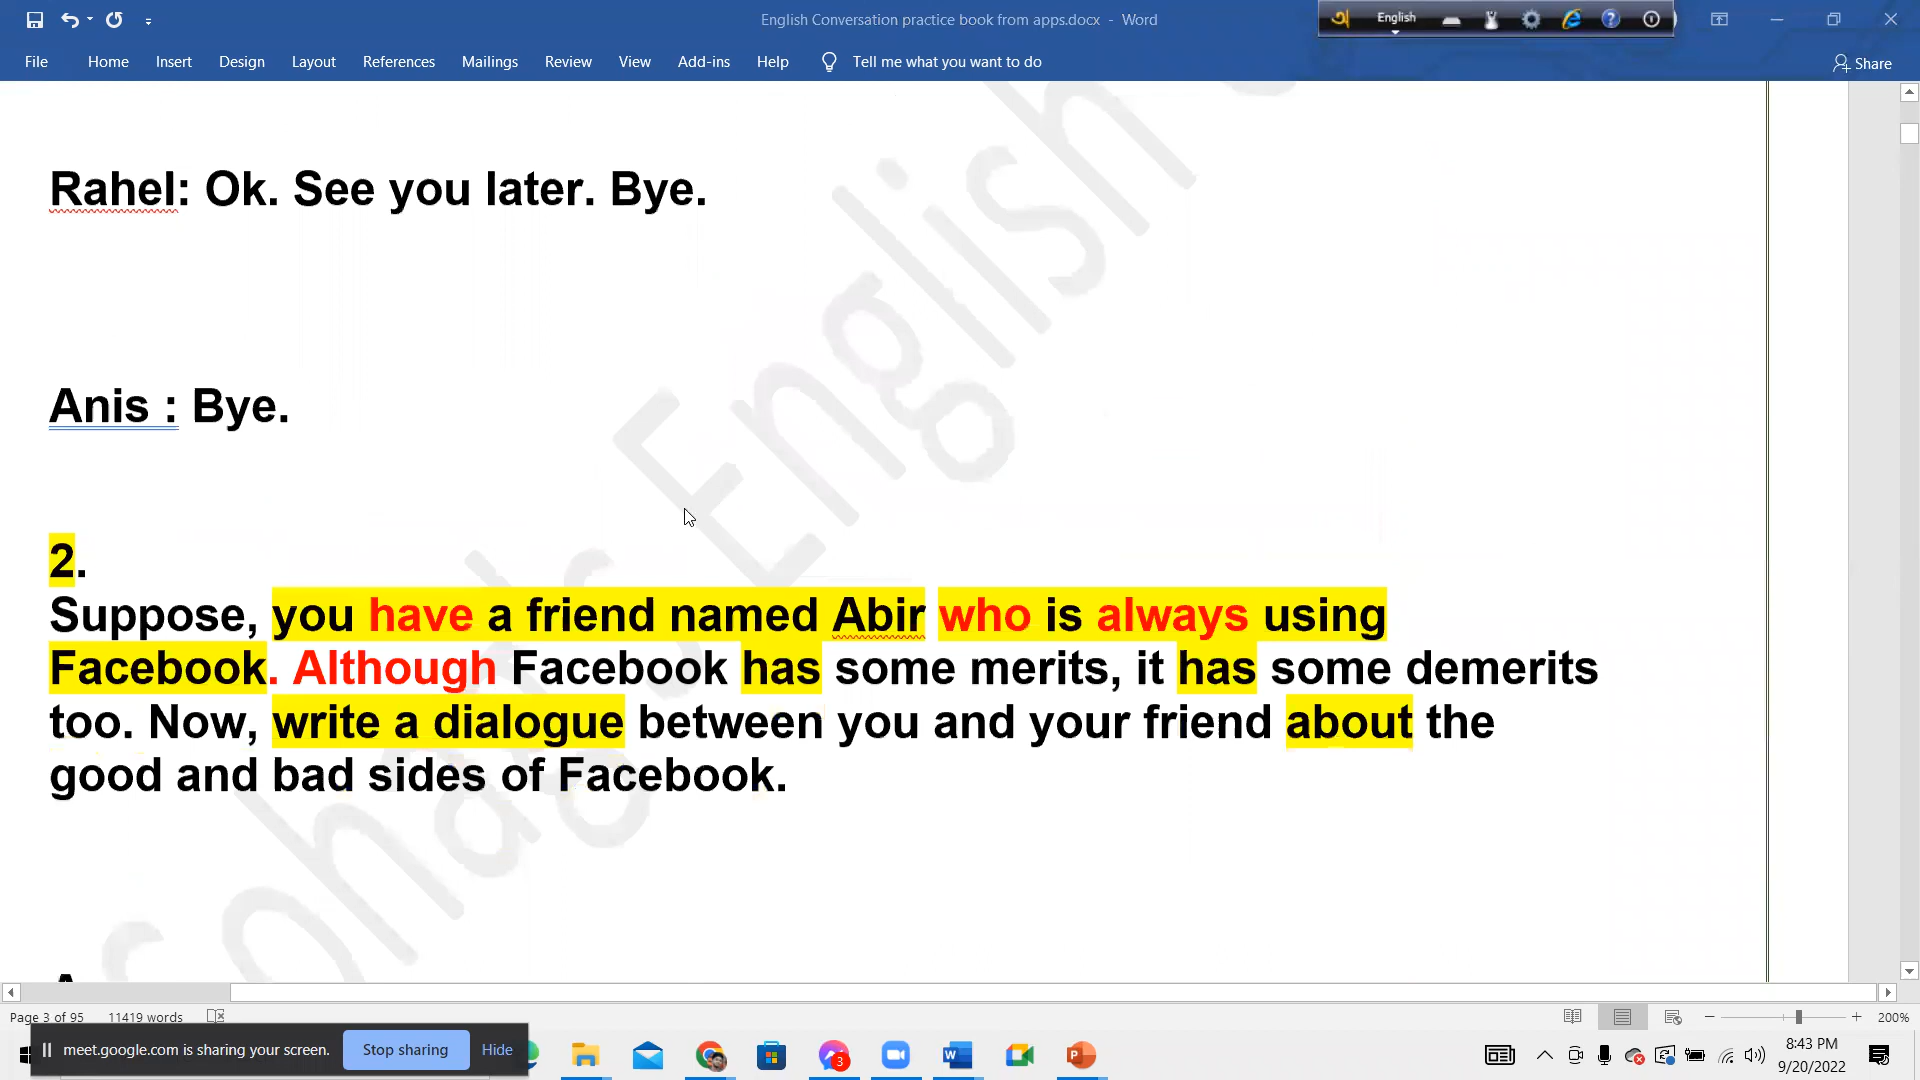 English Conversation practice book from apps.docx - Word
English
File Home Insert Design Layout References Mailings Review View Add-ins Help Tell me what you want to do Share
Rahel: Ok. See you later. Bye.
Anis : Bye.
2.
Suppose, you have a friend named Abir who is always using
Facebook. Although Facebook has some merits, it has some demerits
too. Now, write a dialogue between you and your friend about the
good and bad sides of Facebook.
Page 3 of 95 11419 words 200%
meet.google.com is sharing your screen. Stop sharing Hide
3
8:43 PM
9/20/2022